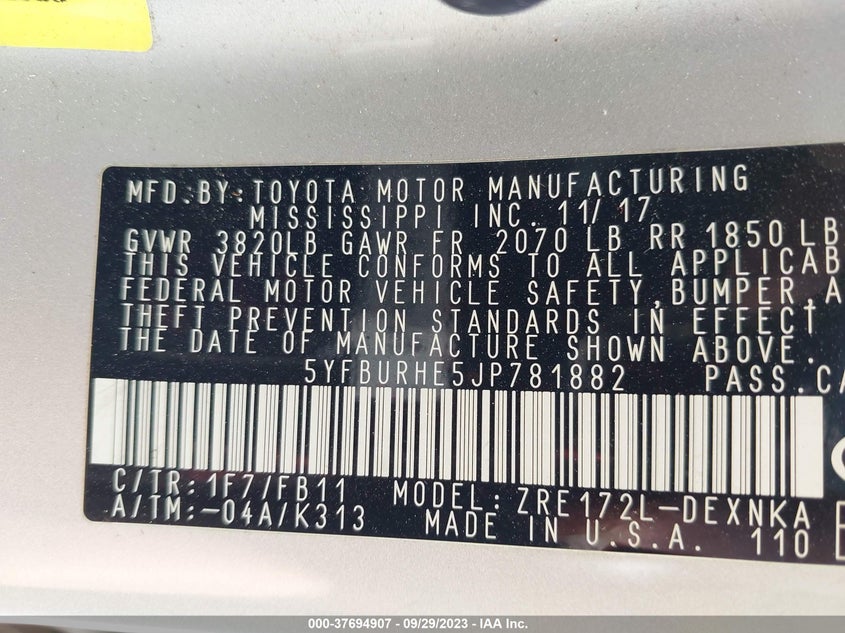 MFD.BY:TOYOTA MOTOR MANUFACTURING
MISSISSIPPI INC. 11/17
GVWR 3820LB GAWR FR 2070 LB RR 1850 LB
THIS VEHICLE CONFORMS TO ALL APPLICAB
FEDERAL MOTOR VEHICLE SAFETY,BUMPER,A
THEFT PREVENTION STANDARDS IN EFFECT
THE DATE OF MANUFACTURE SHOWN ABOVE.
5YFBURHE5JP781882 PASS.CA
C/TR:1F7/FB11 MODEL:ZRE172L-DEXNKA
A/TM:-04A/K313 MADE IN U.S.A. 110
000-37694907 - 09/29/2023 - IAA Inc.